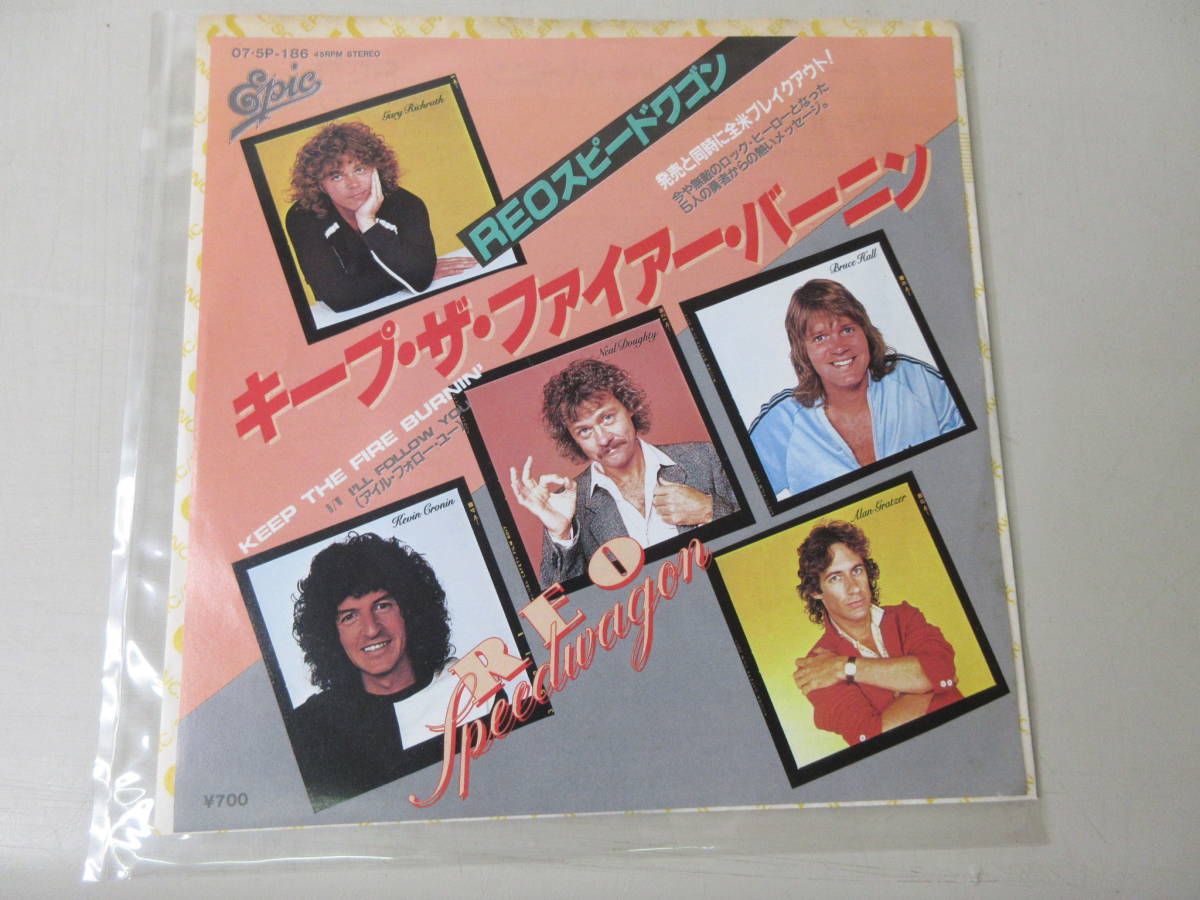 07・5P-186 45RPM STEREO
Epic
Gary Richrath
REOスピードワゴン
発売と同時に全米ブレイクアウト!
今や無敵のロック・ヒーローとなった
5人の勇者からの熱いメッセージ。
キープ・ザ・ファイアー・バーニン
KEEP THE FIRE BURNIN'
I'LL FOLLOW YOU
(アイル・フォロー・ユー)
Bruce Hall
Neal Doughty
Kevin Cronin
Alan Gratzer
REO
Speedwagon
¥700